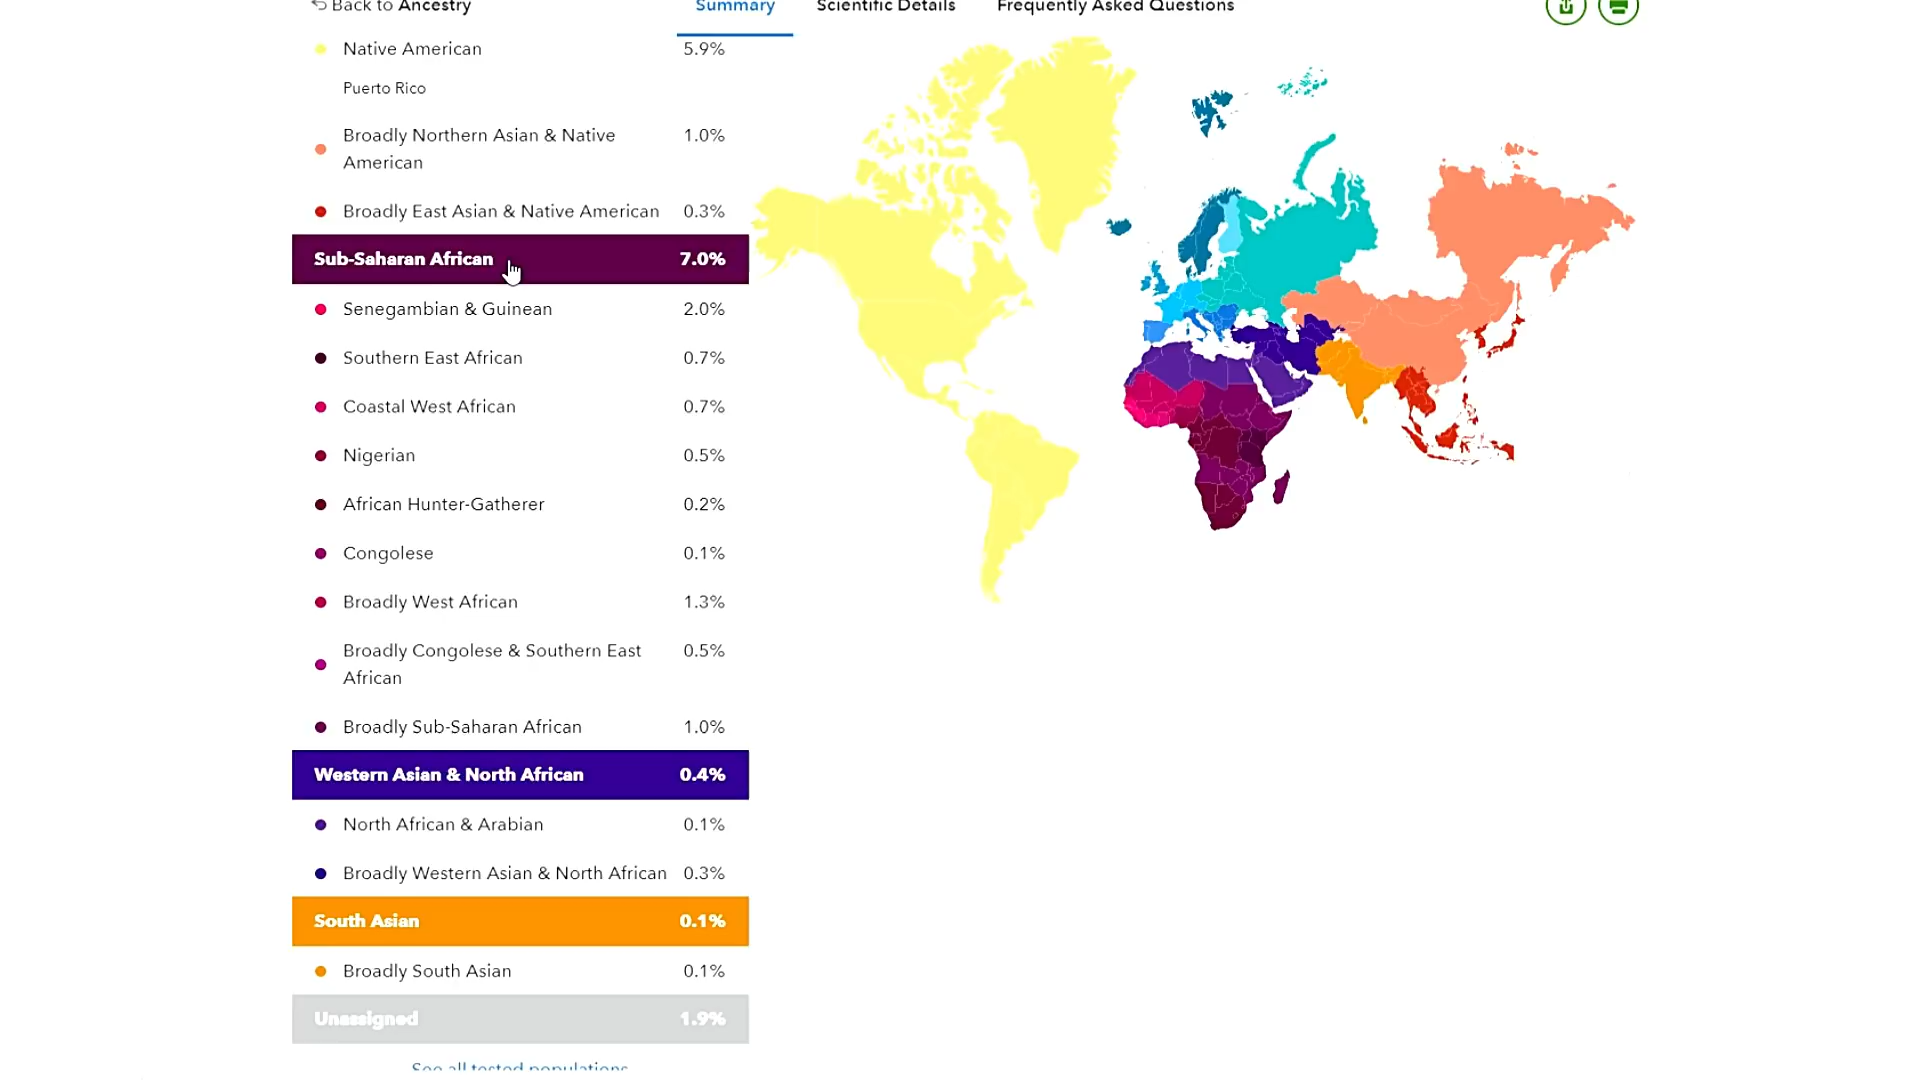 Back to Ancestry
Summary
Scientific Details
Frequently Asked Questions
Native American 5.9%
Puerto Rico
Broadly Northern Asian & Native 1.0%
American
Broadly East Asian & Native American 0.3%
Sub-Saharan African 7.0%
Senegambian & Guinean 2.0%
Southern East African 0.7%
Coastal West African 0.7%
Nigerian 0.5%
African Hunter-Gatherer 0.2%
Congolese 0.1%
Broadly West African 1.3%
Broadly Congolese & Southern East 0.5%
African
Broadly Sub-Saharan African 1.0%
Western Asian & North African 0.4%
North African & Arabian 0.1%
Broadly Western Asian & North African 0.3%
South Asian 0.1%
Broadly South Asian 0.1%
Unassigned 1.9%
See all tested populations